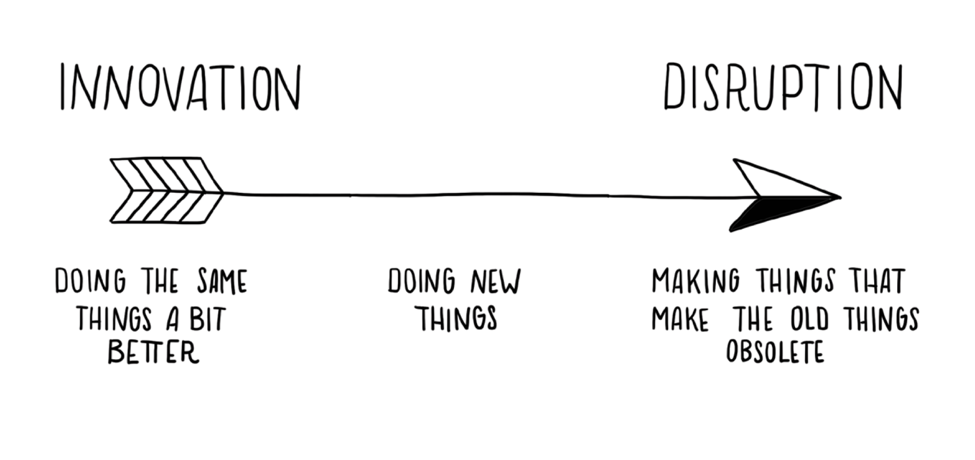 INNOVATION
DISRUPTION
DOING THE SAME
THINGS A BIT
BETTER
DOING NEW
THINGS
MAKING THINGS THAT
MAKE THE OLD THINGS
OBSOLETE